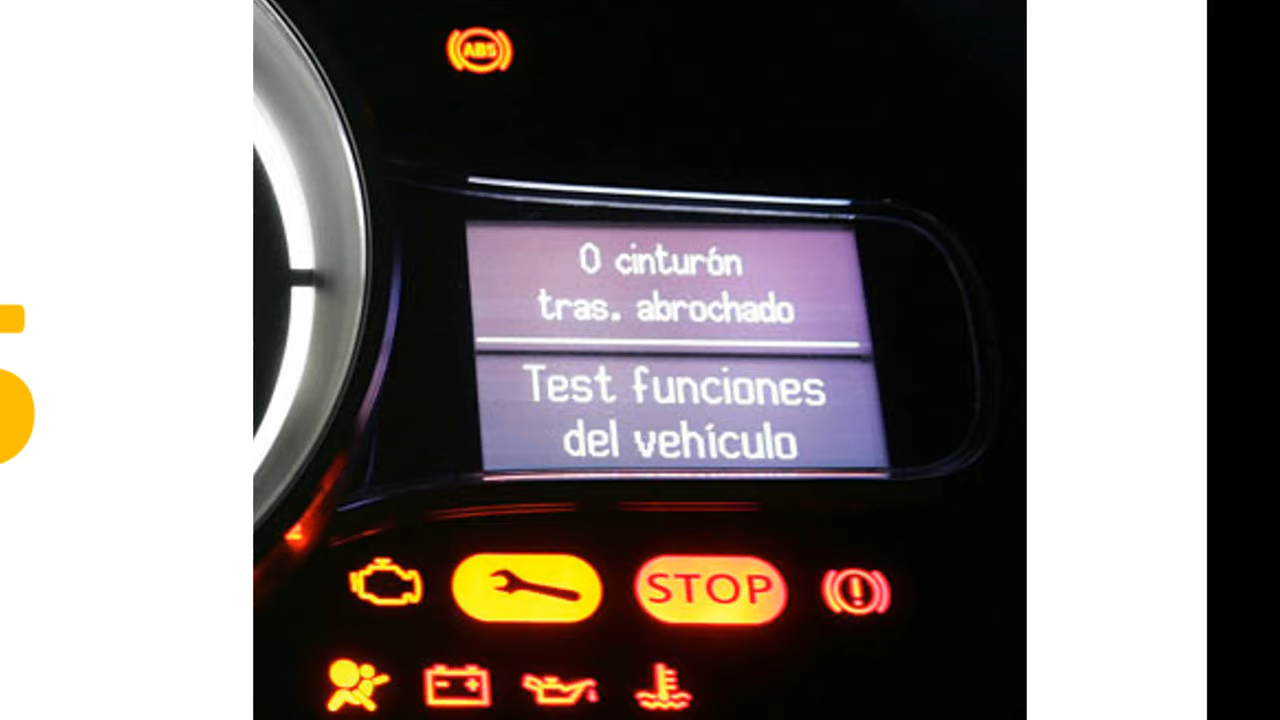 ABS
0 cinturón
tras. abrochado
Test funciones
del vehículo
STOP